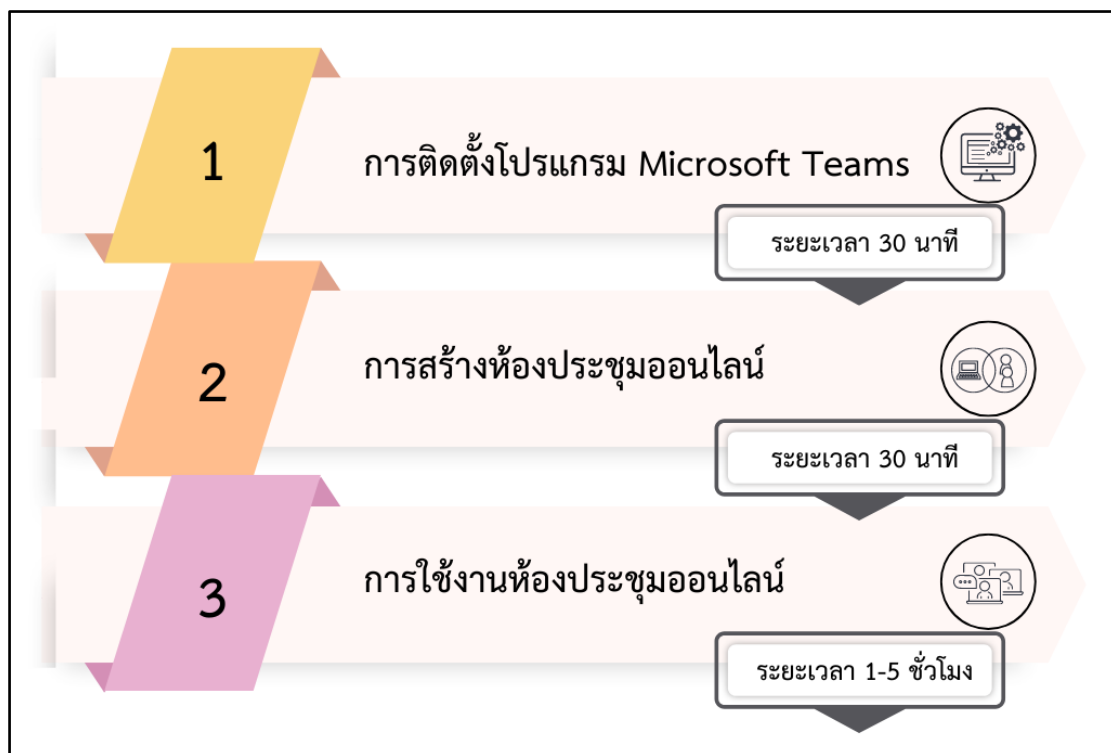 1
การติดตั้งโปรแกรม Microsoft Teams
ระยะเวลา 30 นาที
2
การสร้างห้องประชุมออนไลน์
ระยะเวลา 30 นาที
3
การใช้งานห้องประชุมออนไลน์
ระยะเวลา 1-5 ชั่วโมง